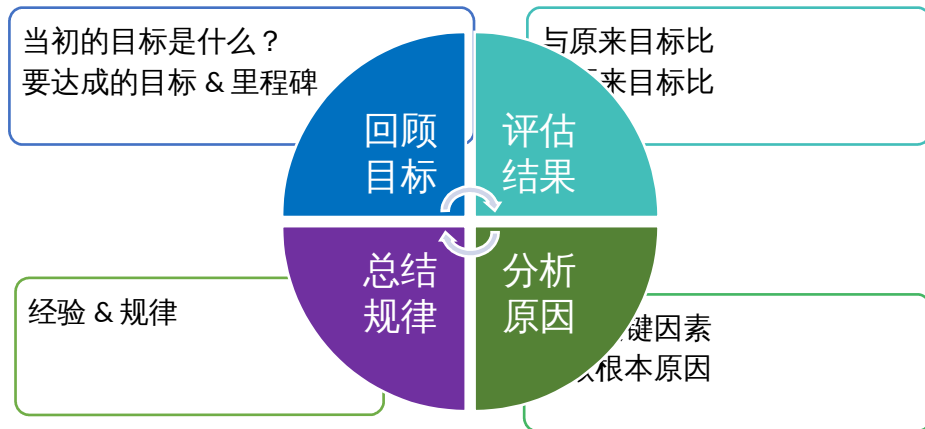 当初的目标是什么？
要达成的目标 & 里程碑
与原来目标比
来目标比
回顾
目标
评估
结果
总结
规律
分析
原因
经验 & 规律
键因素
根本原因